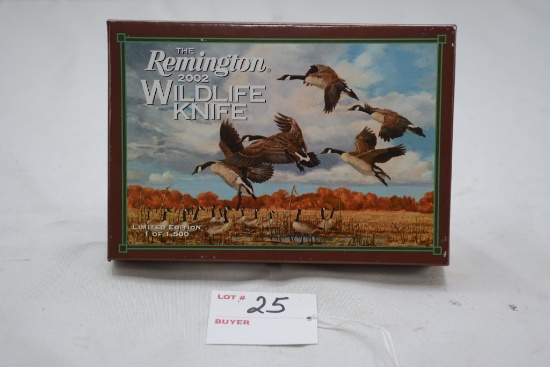 THE
Remington®
2002
WILDLIFE
KNIFE
LIMITED EDITION
1 OF 1,500
LOT # 25
BUYER